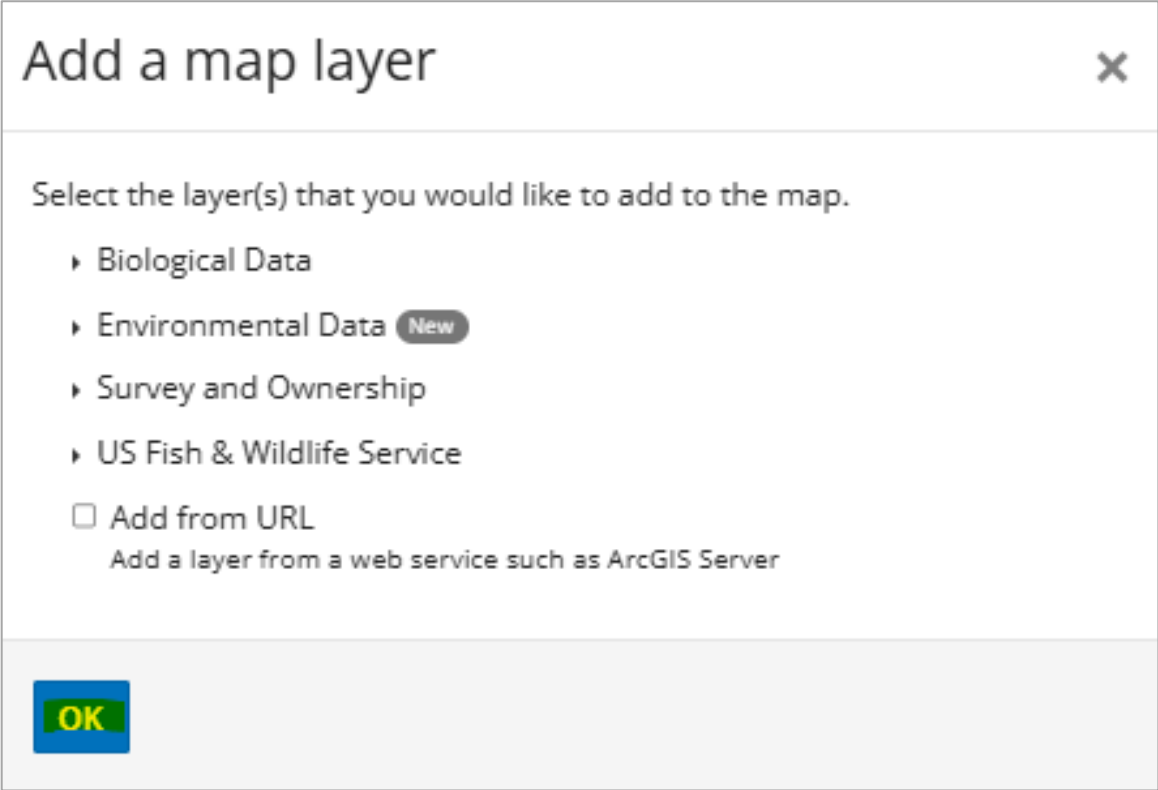 Add a map layer
Select the layer(s) that you would like to add to the map.
Biological Data
Environmental Data New
Survey and Ownership
US Fish & Wildlife Service
Add from URL
Add a layer from a web service such as ArcGIS Server
OK